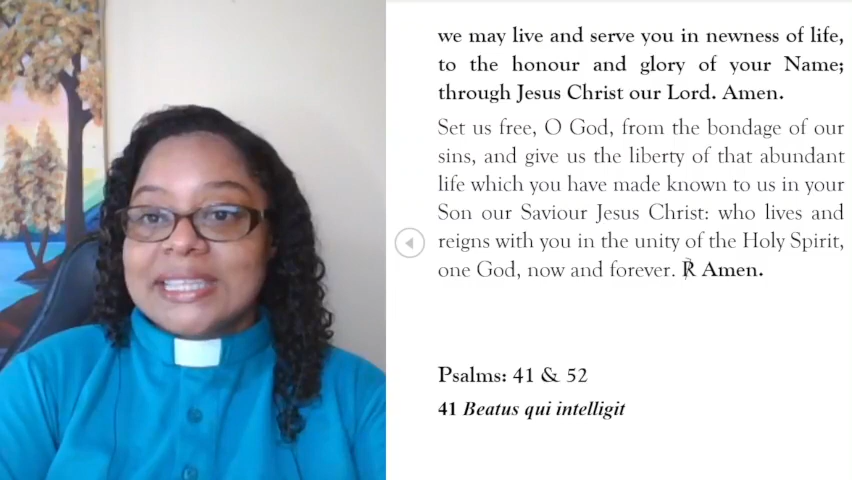 we may live and serve you in newness of life,
to the honour and glory of your Name;
through Jesus Christ our Lord. Amen.
Set us free, O God, from the bondage of our
sins, and give us the liberty of that abundant
life which you have made known to us in your
Son our Saviour Jesus Christ: who lives and
reigns with you in the unity of the Holy Spirit,
one God, now and forever. ℟ Amen.
Psalms: 41 & 52
41 Beatus qui intelligit